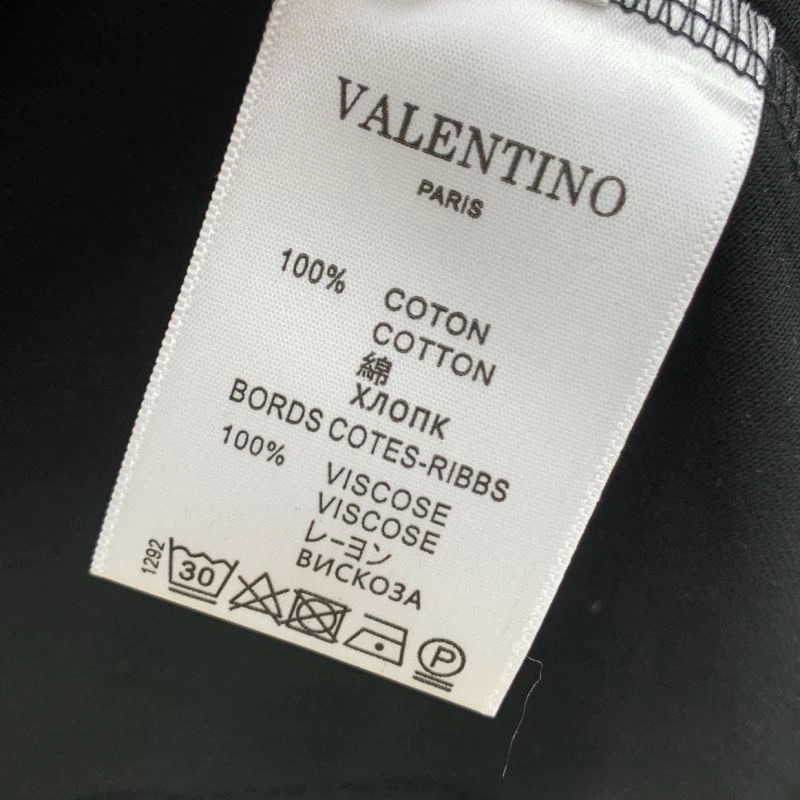 VALENTINO
PARIS
100% COTON
COTTON
綿
ХЛОПК
BORDS COTES-RIBBS
100% VISCOSE
VISCOSE
レーヨン
ВИСКОЗА
1292
30
P